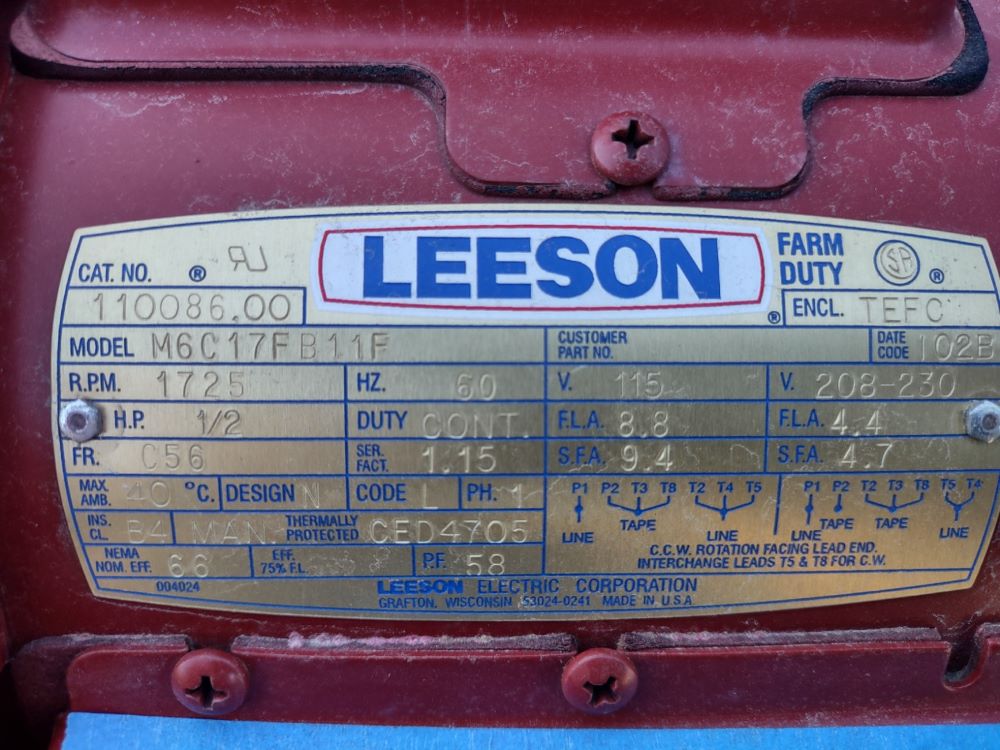 LEESON
FARM DUTY
CAT. NO. ®
110086.00
ENCL. TEFC
MODEL M6C17FB11F
CUSTOMER PART NO.
DATE CODE 102B
R.P.M. 1725 HZ. 60 V. 115 V. 208-230
H.P. 1/2 DUTY CONT. F.L.A. 8.8 F.L.A. 4.4
FR. C56 SER. FACT. 1.15 S.F.A. 9.4 S.F.A. 4.7
MAX. AMB. 40 °C. DESIGN N CODE L PH. 1
INS. CL. B4 MAN. THERMALLY PROTECTED CED4705
NEMA NOM. EFF. 66 EFF. 75% F.L. P.F. 58
P1 P2 T3 T8 T2 T4 T5
LINE TAPE LINE
P1 P2 T2 T3 T8 T5 T4
LINE TAPE TAPE LINE
C.C.W. ROTATION FACING LEAD END.
INTERCHANGE LEADS T5 & T8 FOR C.W.
004024
LEESON ELECTRIC CORPORATION
GRAFTON, WISCONSIN 53024-0241 MADE IN U.S.A.